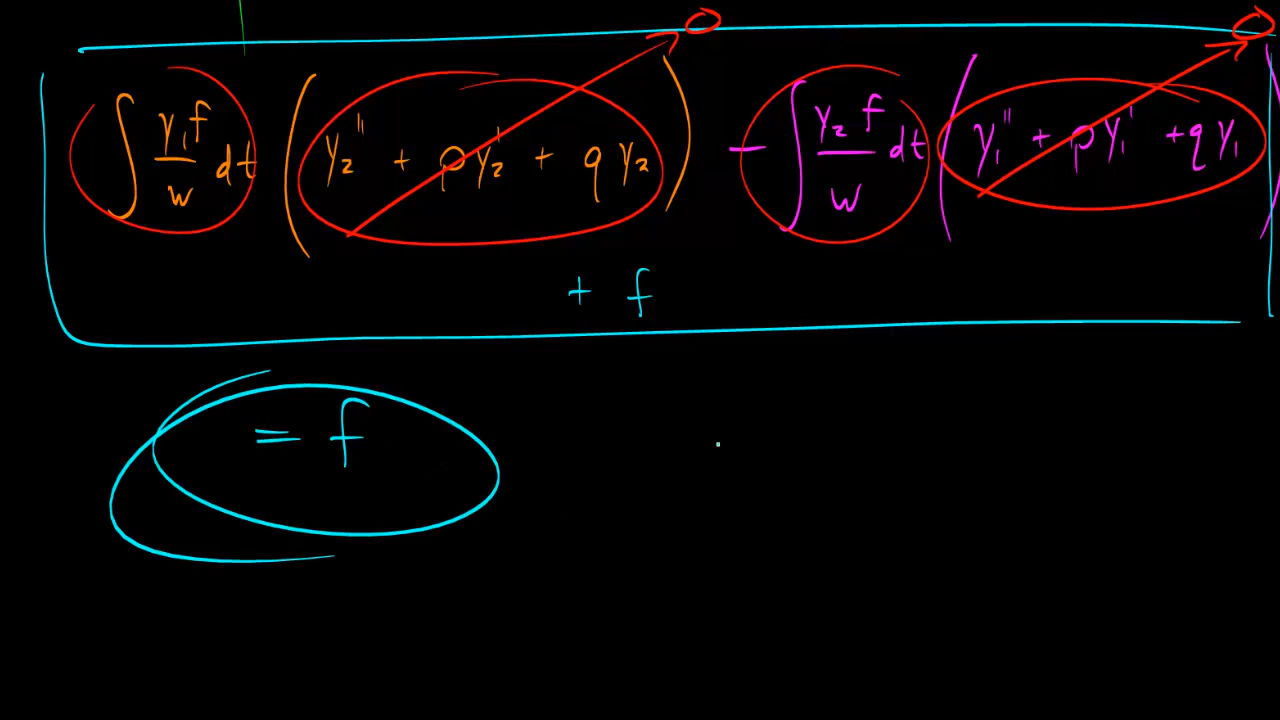 0 0
∫ y₁f/w dt (y₂'' + py₂' + qy₂) - ∫ y₂f/w dt (y₁'' + py₁' + qy₁
+ f
= f